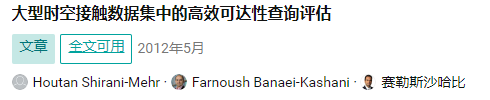 大型时空接触数据集中的高效可达性查询评估
文章 全文可用 2012年5月
Houtan Shirani-Mehr · Farnoush Banaei-Kashani · 赛勒斯沙哈比